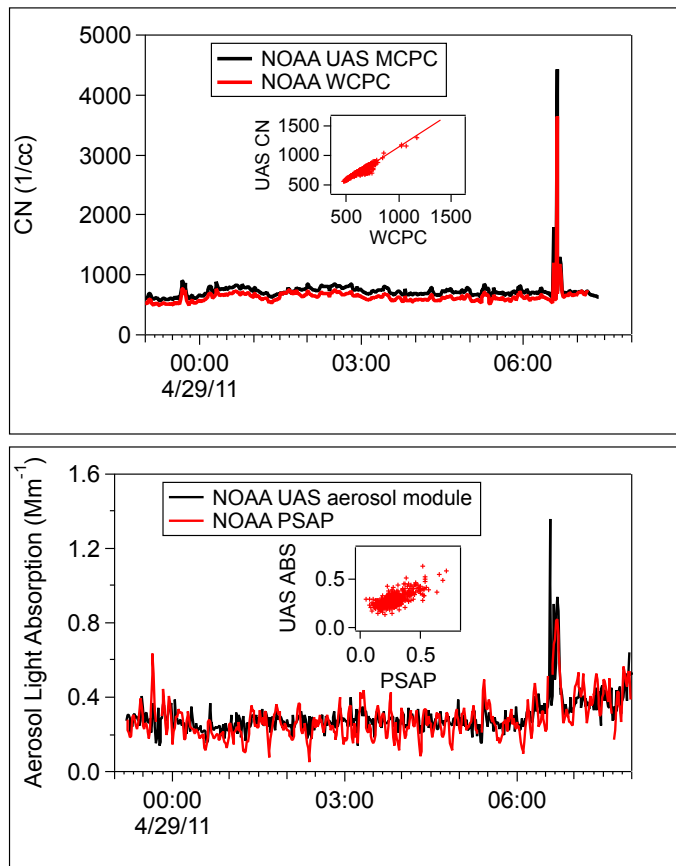 5000
4000
3000
2000
1000
0
CN (1/cc)
NOAA UAS MCPC
NOAA WCPC
1500
1000
500
UAS CN
500 1000 1500
WCPC
00:00 03:00 06:00
4/29/11
1.6
1.2
0.8
0.4
0.0
Aerosol Light Absorption (Mm⁻¹)
NOAA UAS aerosol module
NOAA PSAP
0.5
0.0
UAS ABS
0.0 0.5
PSAP
00:00 03:00 06:00
4/29/11